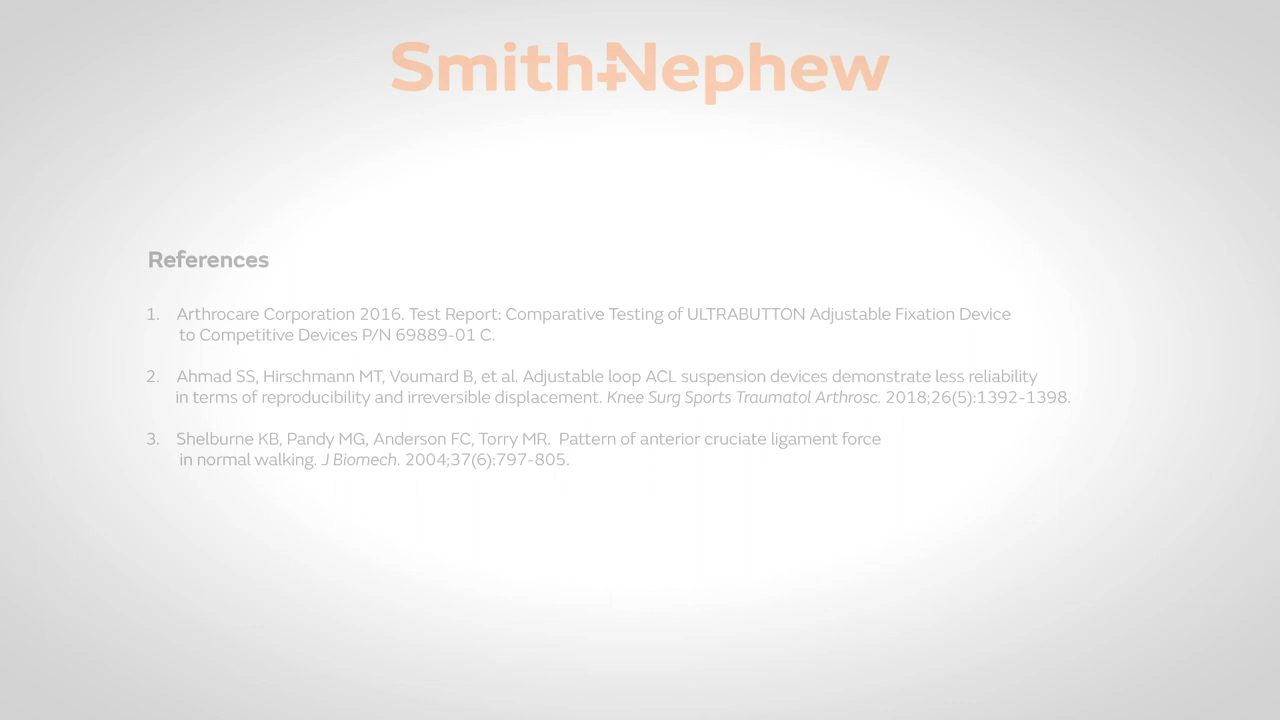 Smith+Nephew
References
1. Arthrocare Corporation 2016. Test Report: Comparative Testing of ULTRABUTTON Adjustable Fixation Device
to Competitive Devices P/N 69889-01 C.
2. Ahmad SS, Hirschmann MT, Voumard B, et al. Adjustable loop ACL suspension devices demonstrate less reliability
in terms of reproducibility and irreversible displacement. Knee Surg Sports Traumatol Arthrosc. 2018;26(5):1392-1398.
3. Shelburne KB, Pandy MG, Anderson FC, Torry MR. Pattern of anterior cruciate ligament force
in normal walking. J Biomech. 2004;37(6):797-805.